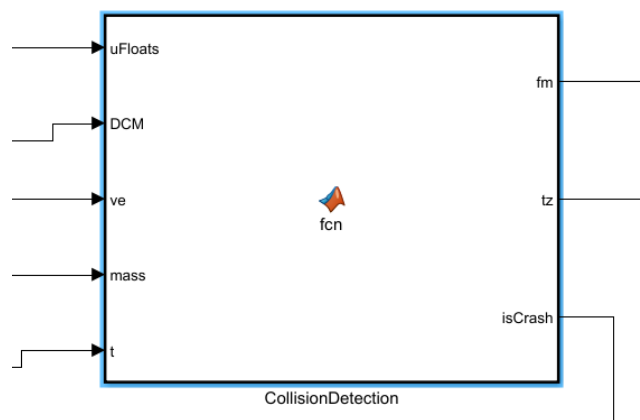 uFloats
DCM
ve
mass
t
fcn
fm
tz
isCrash
CollisionDetection